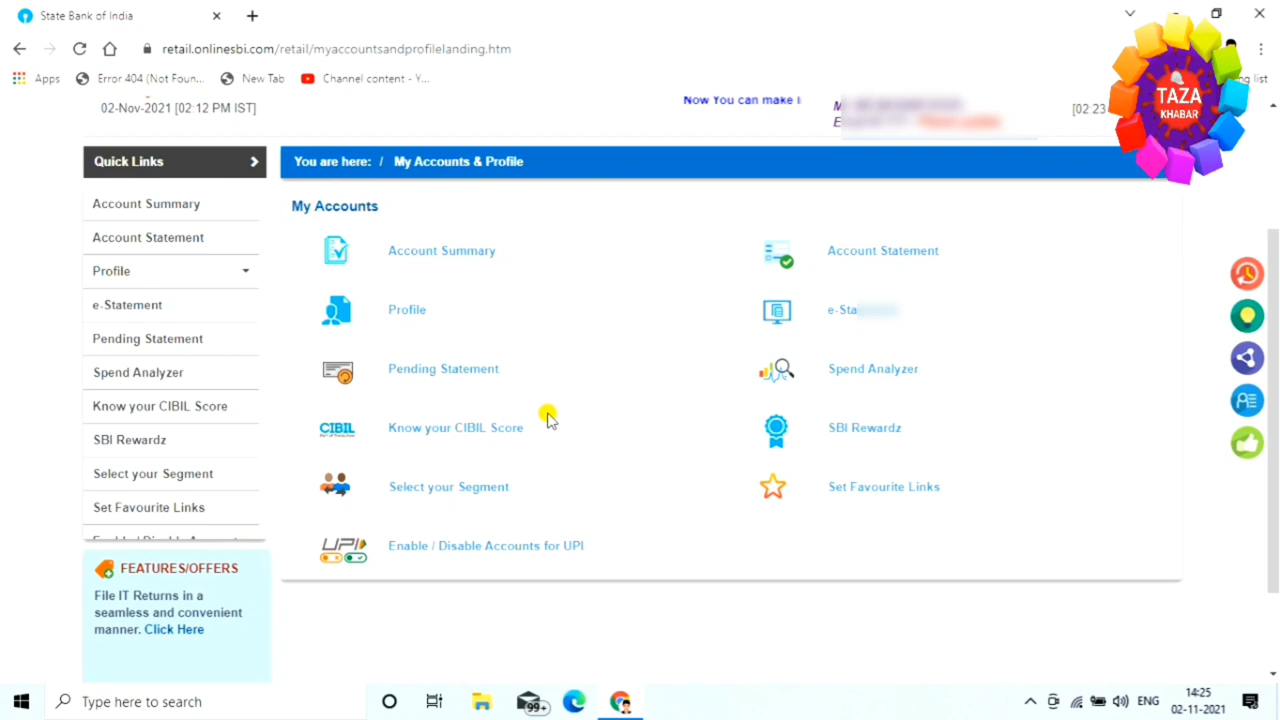 State Bank of India
retail.onlinesbi.com/retail/myaccountsandprofilelanding.htm
Apps
Error 404 (Not Foun...
New Tab
Channel content - Y...
TAZA
KHABAR
02-Nov-2021 [02:12 PM IST]
Now You can make
[02:23
Quick Links
You are here: / My Accounts & Profile
Account Summary
Account Statement
Profile
e-Statement
Pending Statement
Spend Analyzer
Know your CIBIL Score
SBI Rewardz
Select your Segment
Set Favourite Links
My Accounts
Account Summary
Account Statement
Profile
e-Sta
Pending Statement
Spend Analyzer
CIBIL
Know your CIBIL Score
SBI Rewardz
Select your Segment
Set Favourite Links
UPI
Enable / Disable Accounts for UPI
FEATURES/OFFERS
File IT Returns in a
seamless and convenient
manner. Click Here
Type here to search
99+
ENG
14:25
02-11-2021